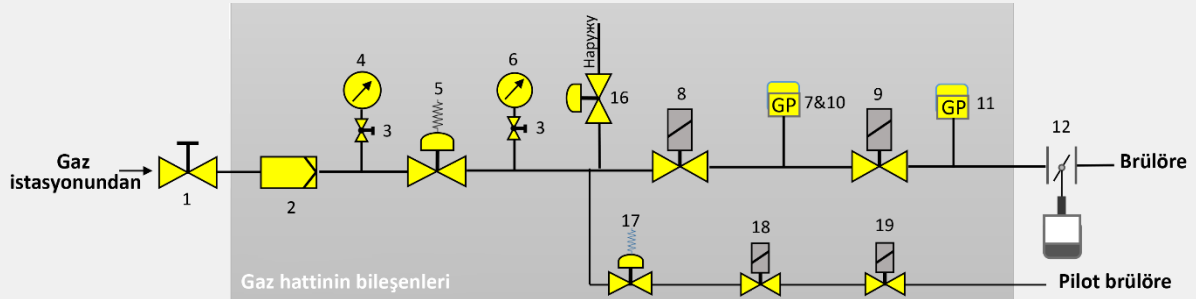 Наружу
4
6
5
16
8
GP 7&10
9
GP 11
3
3
12
Gaz
istasyonundan
Brülöre
1
2
17
18
19
Gaz hattinin bileşenleri
Pilot brülöre